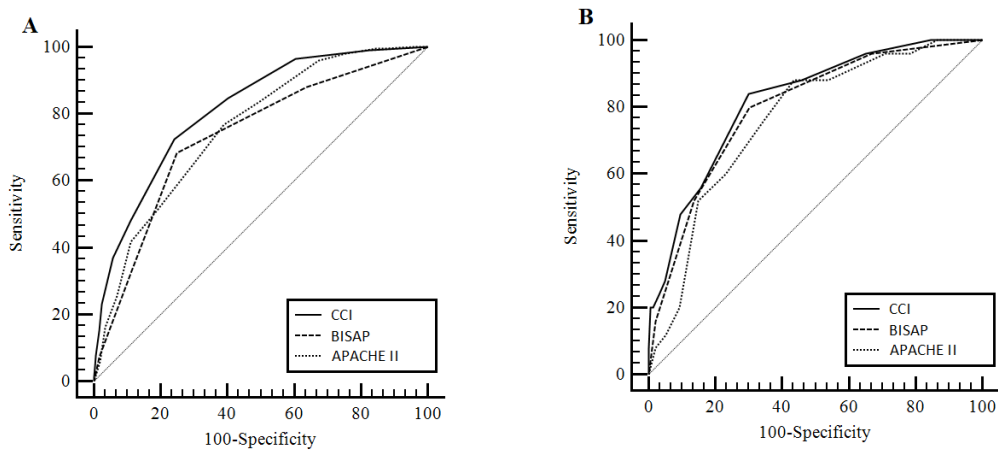 A
100
80
60
40
20
0
Sensitivity
0 20 40 60 80 100
100-Specificity
CCI
BISAP
APACHE II
B
100
80
60
40
20
0
Sensitivity
0 20 40 60 80 100
100-Specificity
CCI
BISAP
APACHE II